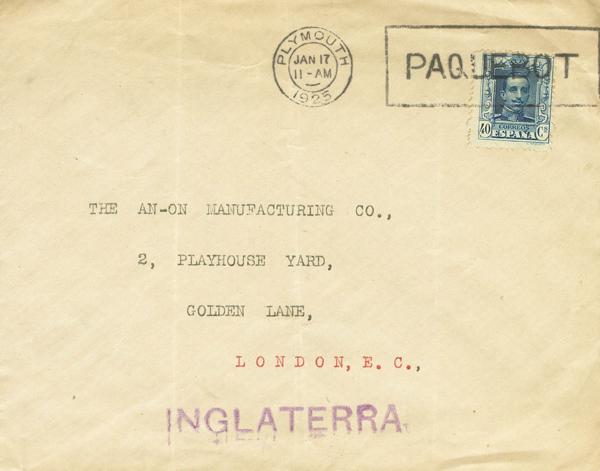 PLYMOUTH
JAN 17
11-AM
1925
PAQUEBOT
40 CORREOS CS
ESPAÑA
THE AN-ON MANUFACTURING CO.,
2, PLAYHOUSE YARD,
GOLDEN LANE,
LONDON, E. C.,
INGLATERRA